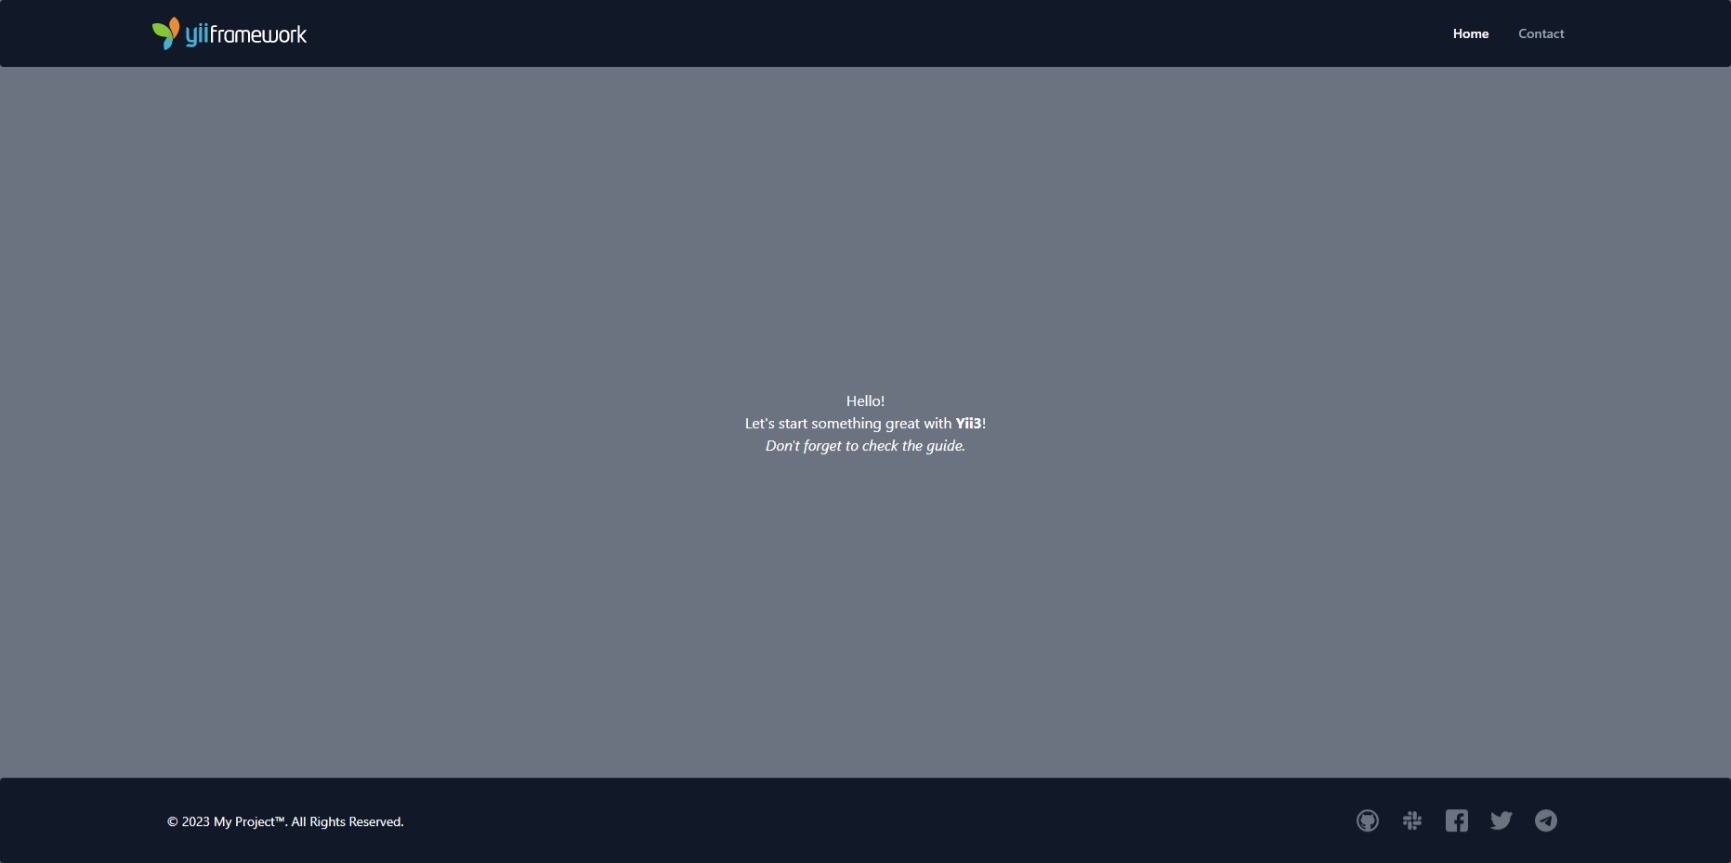 yiiframework
Home
Contact
Hello!
Let's start something great with Yii3!
Don't forget to check the guide.
© 2023 My Project™. All Rights Reserved.